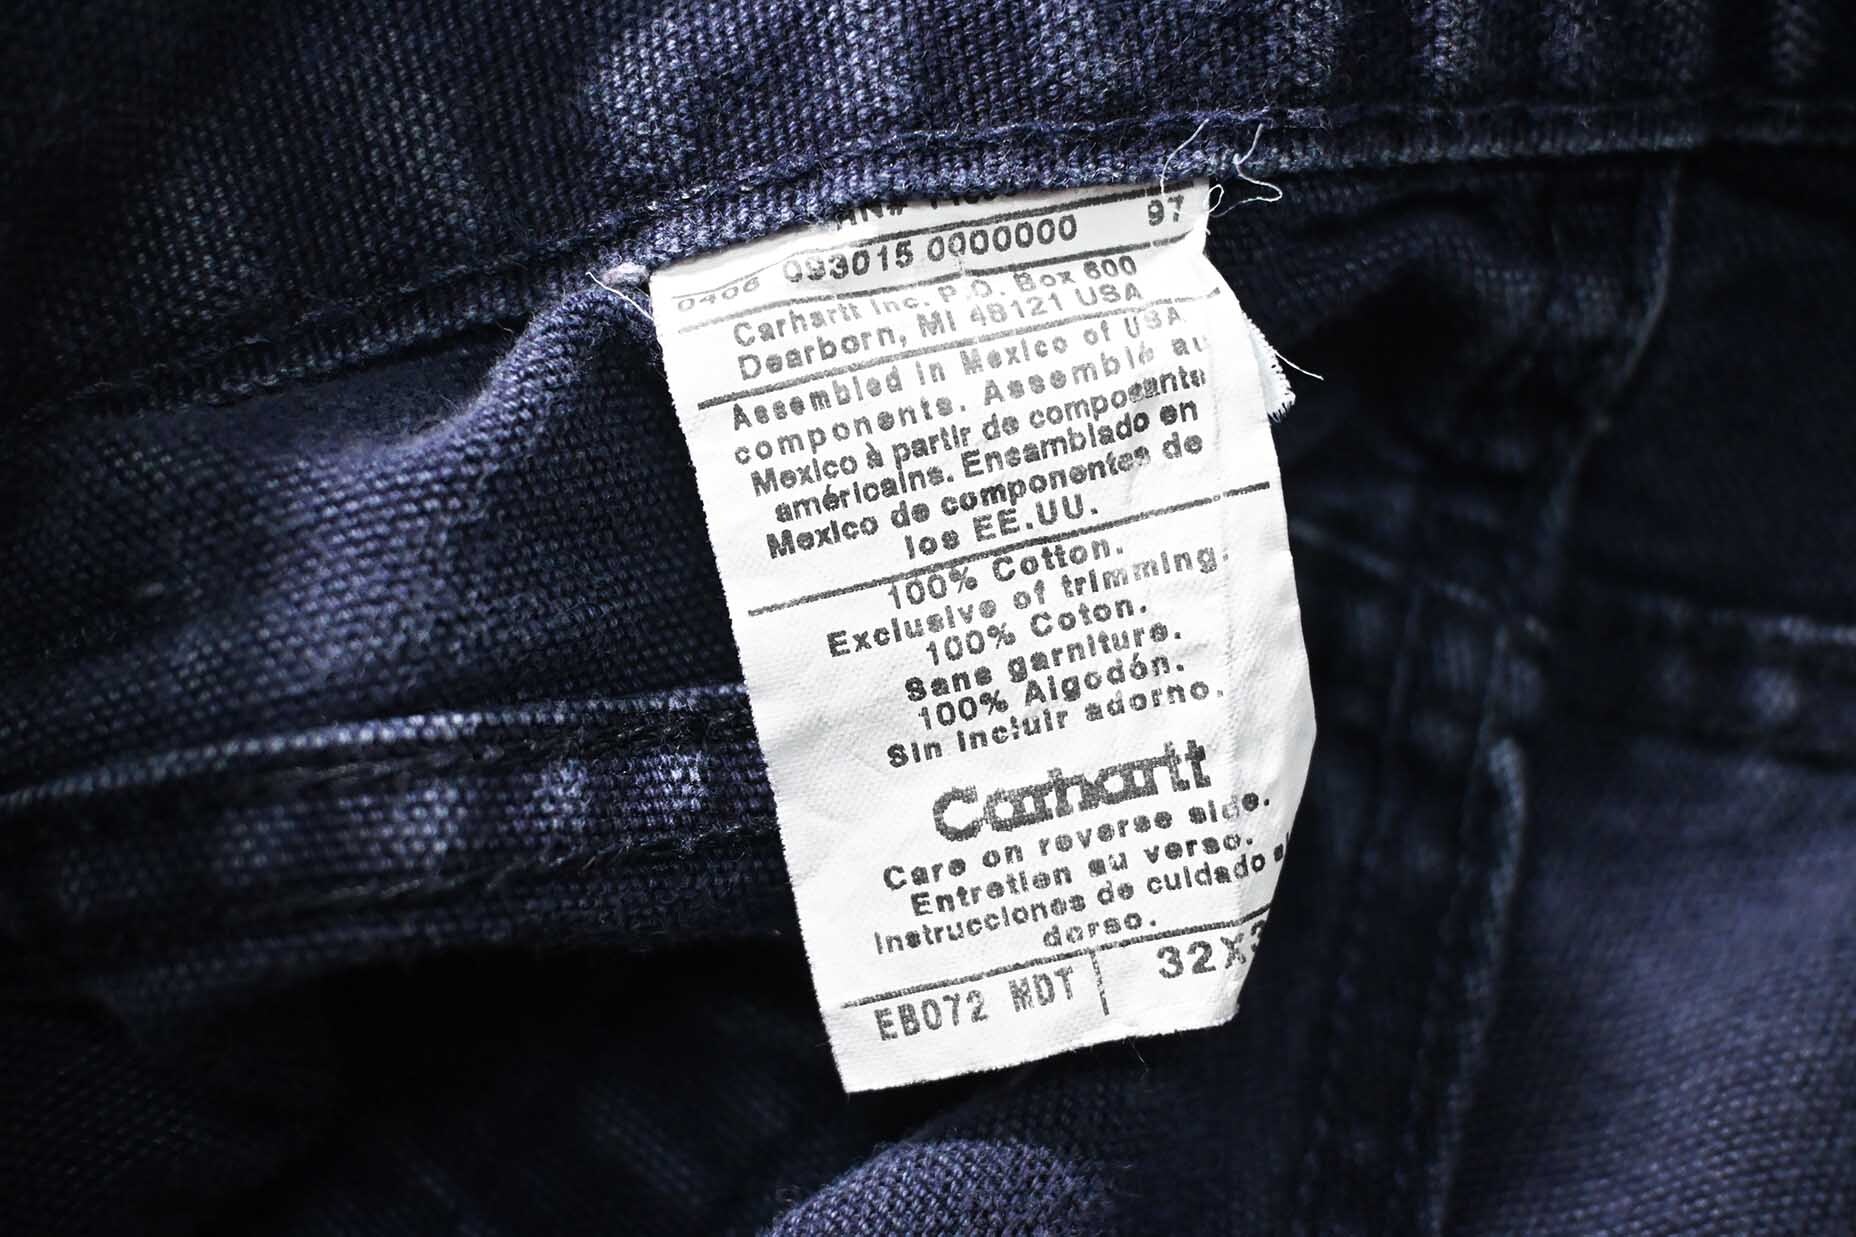 97
0406 093015 0000000
Carhartt Inc. P.O. Box 600
Dearborn, MI 48121 USA
Assembled in Mexico of USA
components. Assemblé au
Mexico à partir de composants
américains. Ensamblado en
Mexico de componentes de
los EE.UU.
100% Cotton.
Exclusive of trimming.
100% Coton.
Sans garniture.
100% Algodón.
Sin incluir adorno.
Carhartt
Care on reverse side.
Entretien au verso.
Instrucciones de cuidado al
dorso.
EB072 MDT 32X